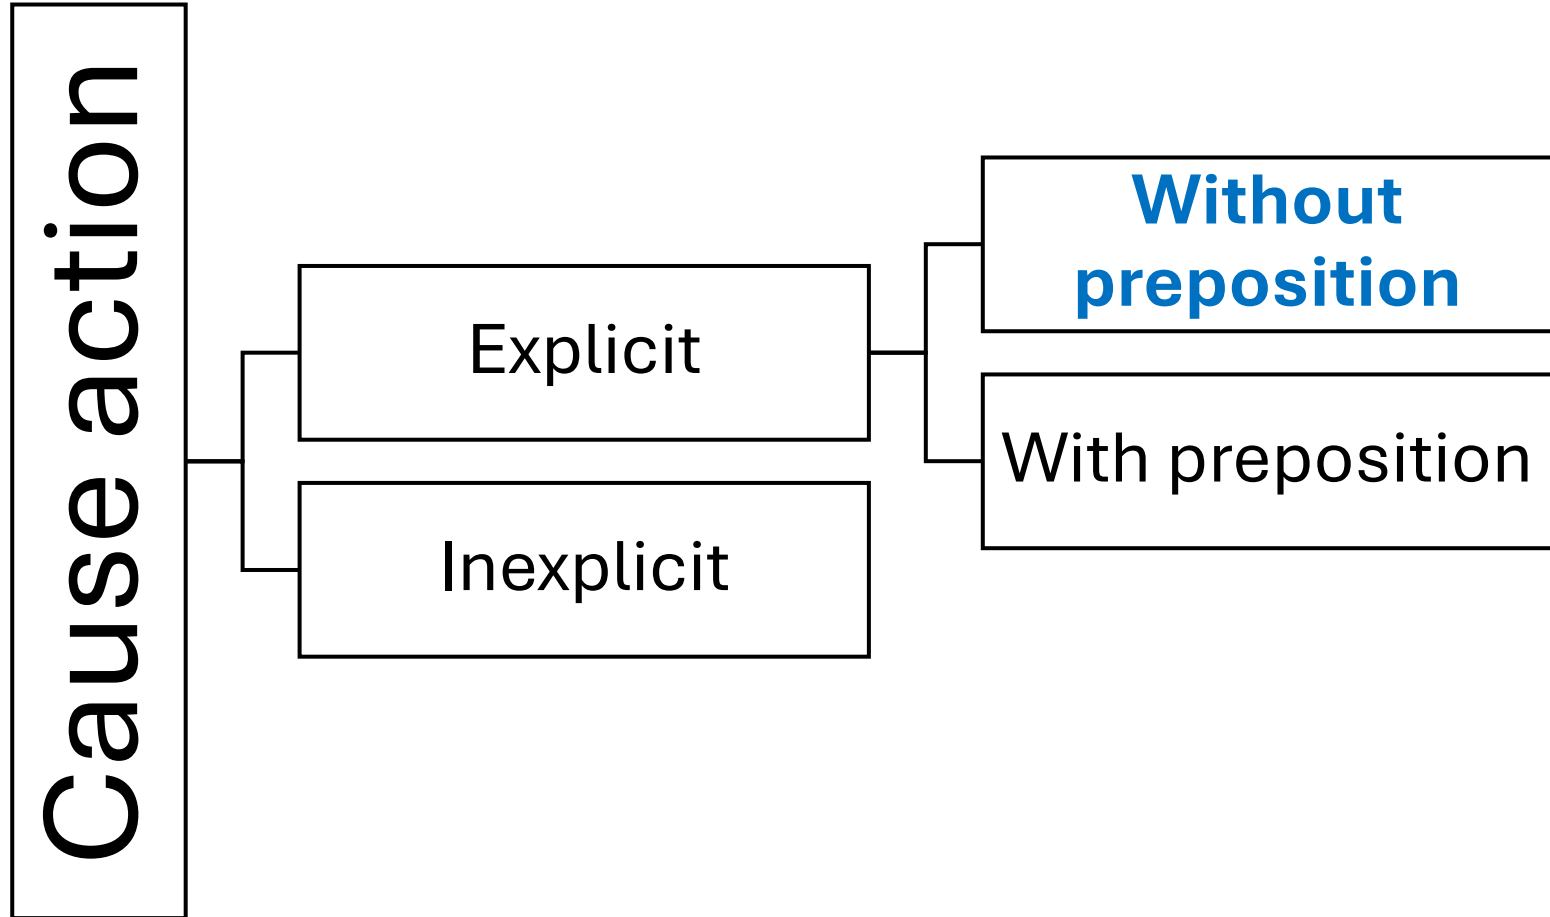 Cause action
Explicit
Inexplicit
Without
preposition
With preposition